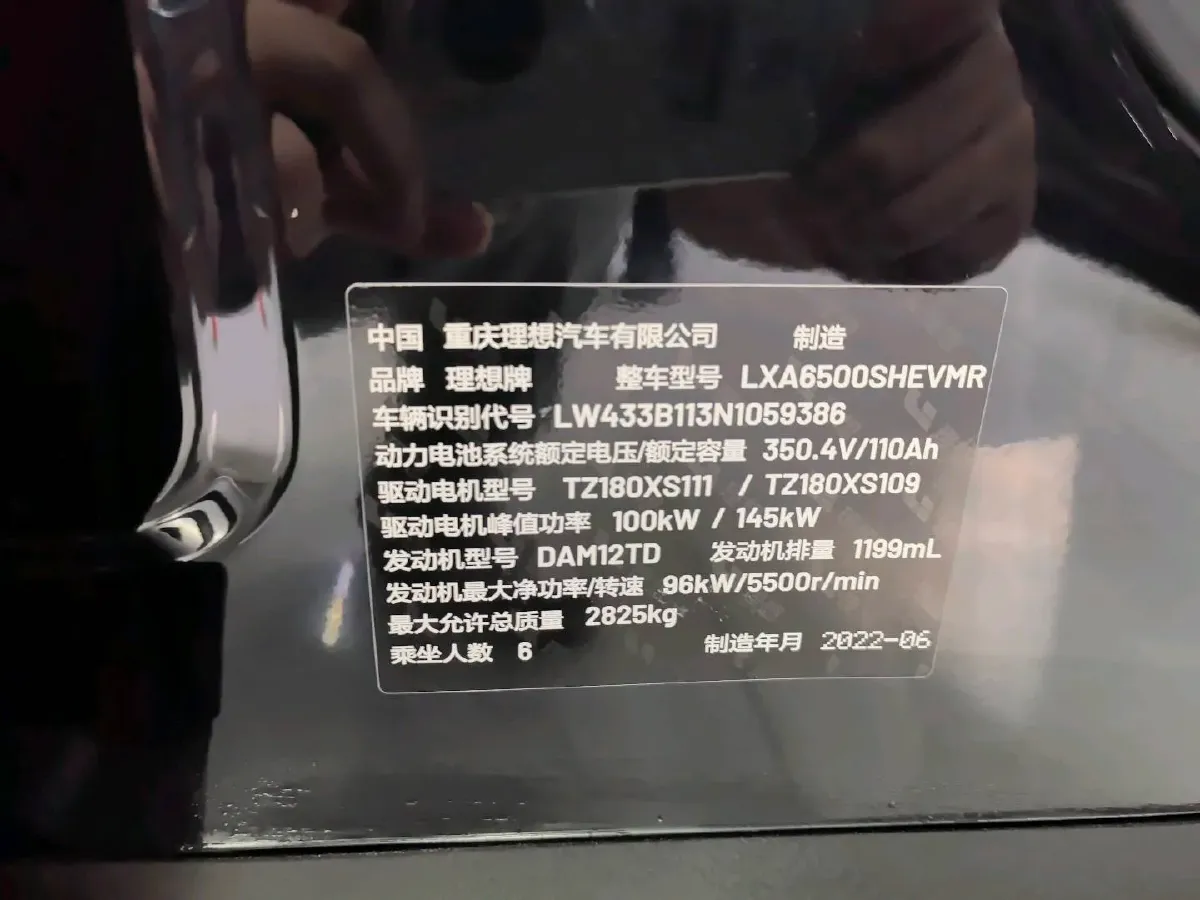 中国 重庆理想汽车有限公司 制造
品牌 理想牌 整车型号 LXA6500SHEVMR
车辆识别代号 LW433B113N1059386
动力电池系统额定电压/额定容量 350.4V/110Ah
驱动电机型号 TZ180XS111 / TZ180XS109
驱动电机峰值功率 100kW / 145kW
发动机型号 DAM12TD 发动机排量 1199mL
发动机最大净功率/转速 96kW/5500r/min
最大允许总质量 2825kg
乘坐人数 6 制造年月 2022-06